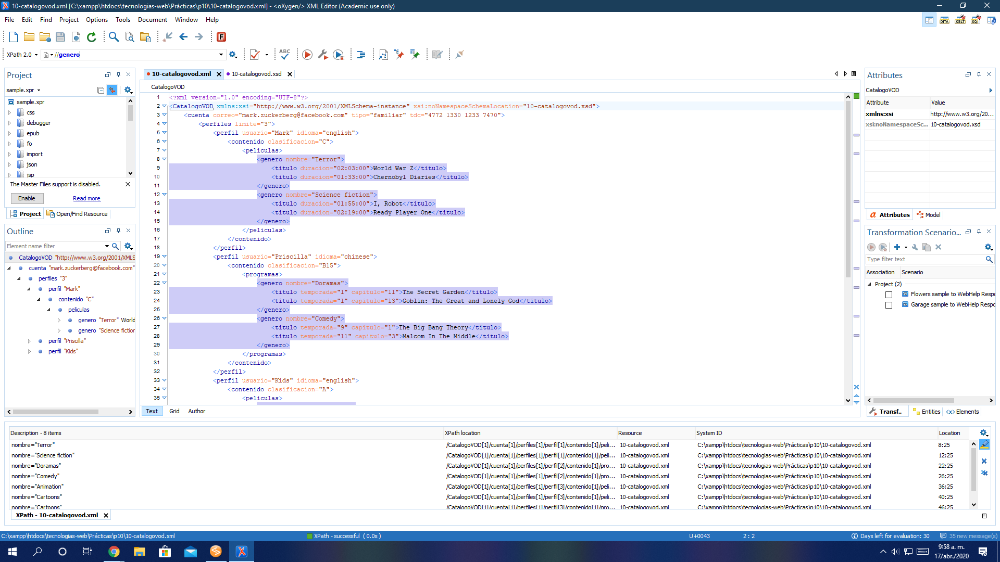 10-catalogovod.xml [C:\xampp\htdocs\tecnologias-web\Prácticas\p10\10-catalogovod.xml] - <oXygen/> XML Editor (Academic use only)
File Edit Find Project Options Tools Document Window Help
DITA XSLT XQ
XPath 2.0 //genero
ABC
Project
sample.xpr
sample.xpr
css
debugger
epub
fo
import
json
jsp
The Master Files support is disabled.
Enable Read more
Project Open/Find Resource
Outline
Element name filter
CatalogoVOD "http://www.w3.org/2001/XMLS
cuenta "mark.zuckerberg@facebook.com"
perfiles "3"
perfil "Mark"
contenido "C"
peliculas
genero "Terror" World
genero "Science fiction
perfil "Priscilla"
perfil "Kids"
10-catalogovod.xml 10-catalogovod.xsd
CatalogoVOD
1 <?xml version="1.0" encoding="UTF-8"?>
2 <CatalogoVOD xmlns:xsi="http://www.w3.org/2001/XMLSchema-instance" xsi:noNamespaceSchemaLocation="10-catalogovod.xsd">
3 <cuenta correo="mark.zuckerberg@facebook.com" tipo="familiar" tdc="4772 1330 1233 7470">
4 <perfiles limite="3">
5 <perfil usuario="Mark" idioma="english">
6 <contenido clasificacion="C">
7 <peliculas>
8 <genero nombre="Terror">
9 <titulo duracion="02:03:00">World War Z</titulo>
10 <titulo duracion="01:33:00">Chernobyl Diaries</titulo>
11 </genero>
12 <genero nombre="Science fiction">
13 <titulo duracion="01:55:00">I, Robot</titulo>
14 <titulo duracion="02:19:00">Ready Player One</titulo>
15 </genero>
16 </peliculas>
17 </contenido>
18 </perfil>
19 <perfil usuario="Priscilla" idioma="chinese">
20 <contenido clasificacion="B15">
21 <programas>
22 <genero nombre="Doramas">
23 <titulo temporada="1" capitulo="11">The Secret Garden</titulo>
24 <titulo temporada="1" capitulo="13">Goblin: The Great and Lonely God</titulo>
25 </genero>
26 <genero nombre="Comedy">
27 <titulo temporada="9" capitulo="1">The Big Bang Theory</titulo>
28 <titulo temporada="11" capitulo="3">Malcom In The Middle</titulo>
29 </genero>
30 </programas>
31 </contenido>
32 </perfil>
33 <perfil usuario="Kids" idioma="english">
34 <contenido clasificacion="A">
35 <peliculas>
Text Grid Author
Attributes
CatalogoVOD
Attribute Value
xmlns:xsi http://www.w3.org/20...
xsi:noNamespaceSc... 10-catalogovod.xsd
Attributes Model
Transformation Scenario...
Type filter text
Association Scenario
Project (2)
Flowers sample to WebHelp Respo
Garage sample to WebHelp Respo
Transf.. Entities Elements
Description - 8 items XPath location Resource System ID Location
nombre="Terror" /CatalogoVOD[1]/cuenta[1]/perfiles[1]/perfil[1]/contenido[1]/peli... 10-catalogovod.xml C:\xampp\htdocs\tecnologias-web\Prácticas\p10\10-catalogovod.xml 8:25
nombre="Science fiction" /CatalogoVOD[1]/cuenta[1]/perfiles[1]/perfil[1]/contenido[1]/peli... 10-catalogovod.xml C:\xampp\htdocs\tecnologias-web\Prácticas\p10\10-catalogovod.xml 12:25
nombre="Doramas" /CatalogoVOD[1]/cuenta[1]/perfiles[1]/perfil[2]/contenido[1]/pro... 10-catalogovod.xml C:\xampp\htdocs\tecnologias-web\Prácticas\p10\10-catalogovod.xml 22:25
nombre="Comedy" /CatalogoVOD[1]/cuenta[1]/perfiles[1]/perfil[2]/contenido[1]/pro... 10-catalogovod.xml C:\xampp\htdocs\tecnologias-web\Prácticas\p10\10-catalogovod.xml 26:25
nombre="Animation" /CatalogoVOD[1]/cuenta[1]/perfiles[1]/perfil[3]/contenido[1]/peli... 10-catalogovod.xml C:\xampp\htdocs\tecnologias-web\Prácticas\p10\10-catalogovod.xml 36:25
nombre="Cartoons" /CatalogoVOD[1]/cuenta[1]/perfiles[1]/perfil[3]/contenido[1]/peli... 10-catalogovod.xml C:\xampp\htdocs\tecnologias-web\Prácticas\p10\10-catalogovod.xml 40:25
nombre="Cartoons" /CatalogoVOD[1]/cuenta[1]/perfiles[1]/perfil[3]/contenido[1]/pro... 10-catalogovod.xml C:\xampp\htdocs\tecnologias-web\Prácticas\p10\10-catalogovod.xml 46:25
XPath - 10-catalogovod.xml
C:\xampp\htdocs\tecnologias-web\Prácticas\p10\10-catalogovod.xml XPath - successful (0.0s) U+0043 2 : 2 Days left for evaluation: 30 35 new message(s)
9:58 a. m.
17/abr./2020